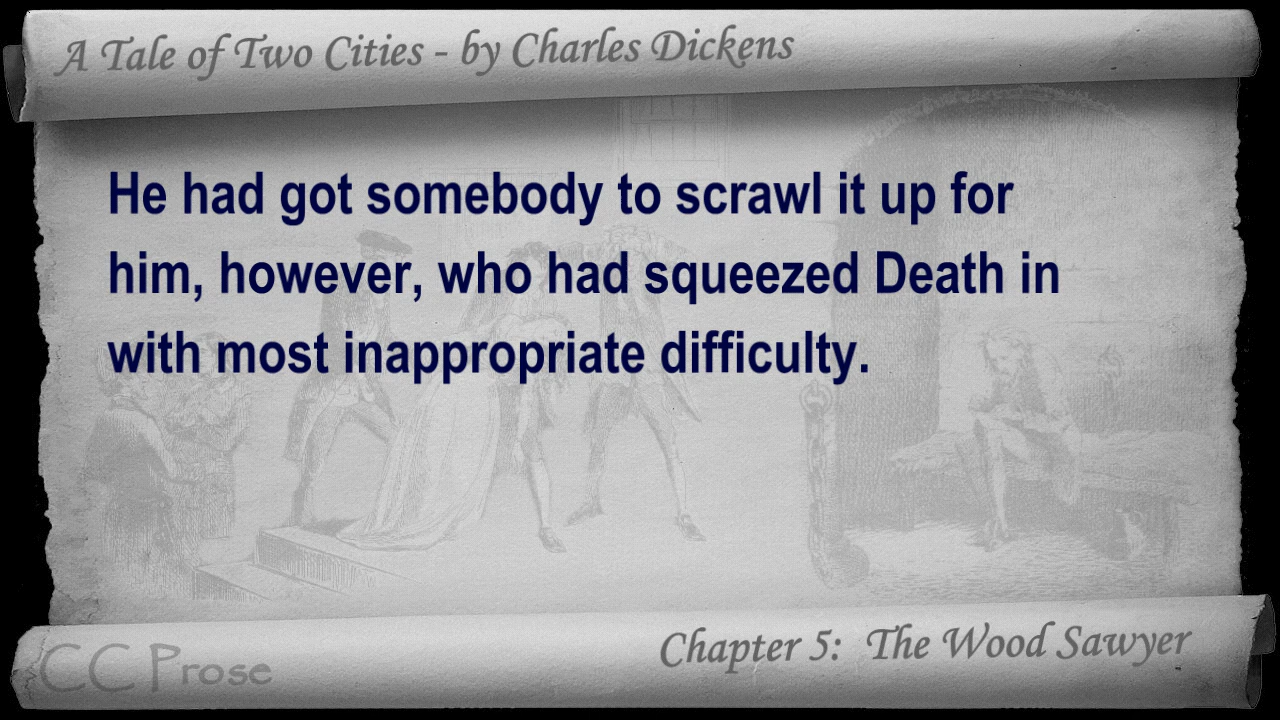 A Tale of Two Cities - by Charles Dickens
He had got somebody to scrawl it up for
him, however, who had squeezed Death in
with most inappropriate difficulty.
CC Prose
Chapter 5: The Wood Sawyer